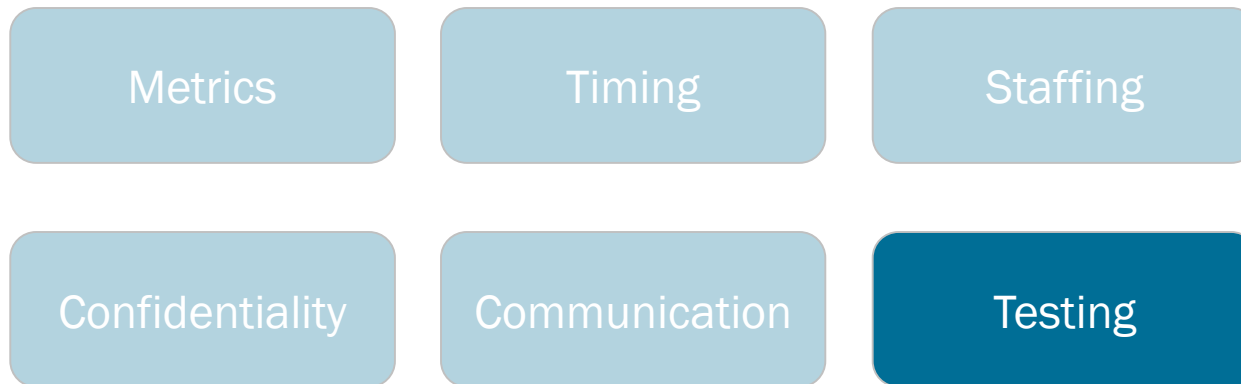 Metrics
Timing
Staffing
Confidentiality
Communication
Testing